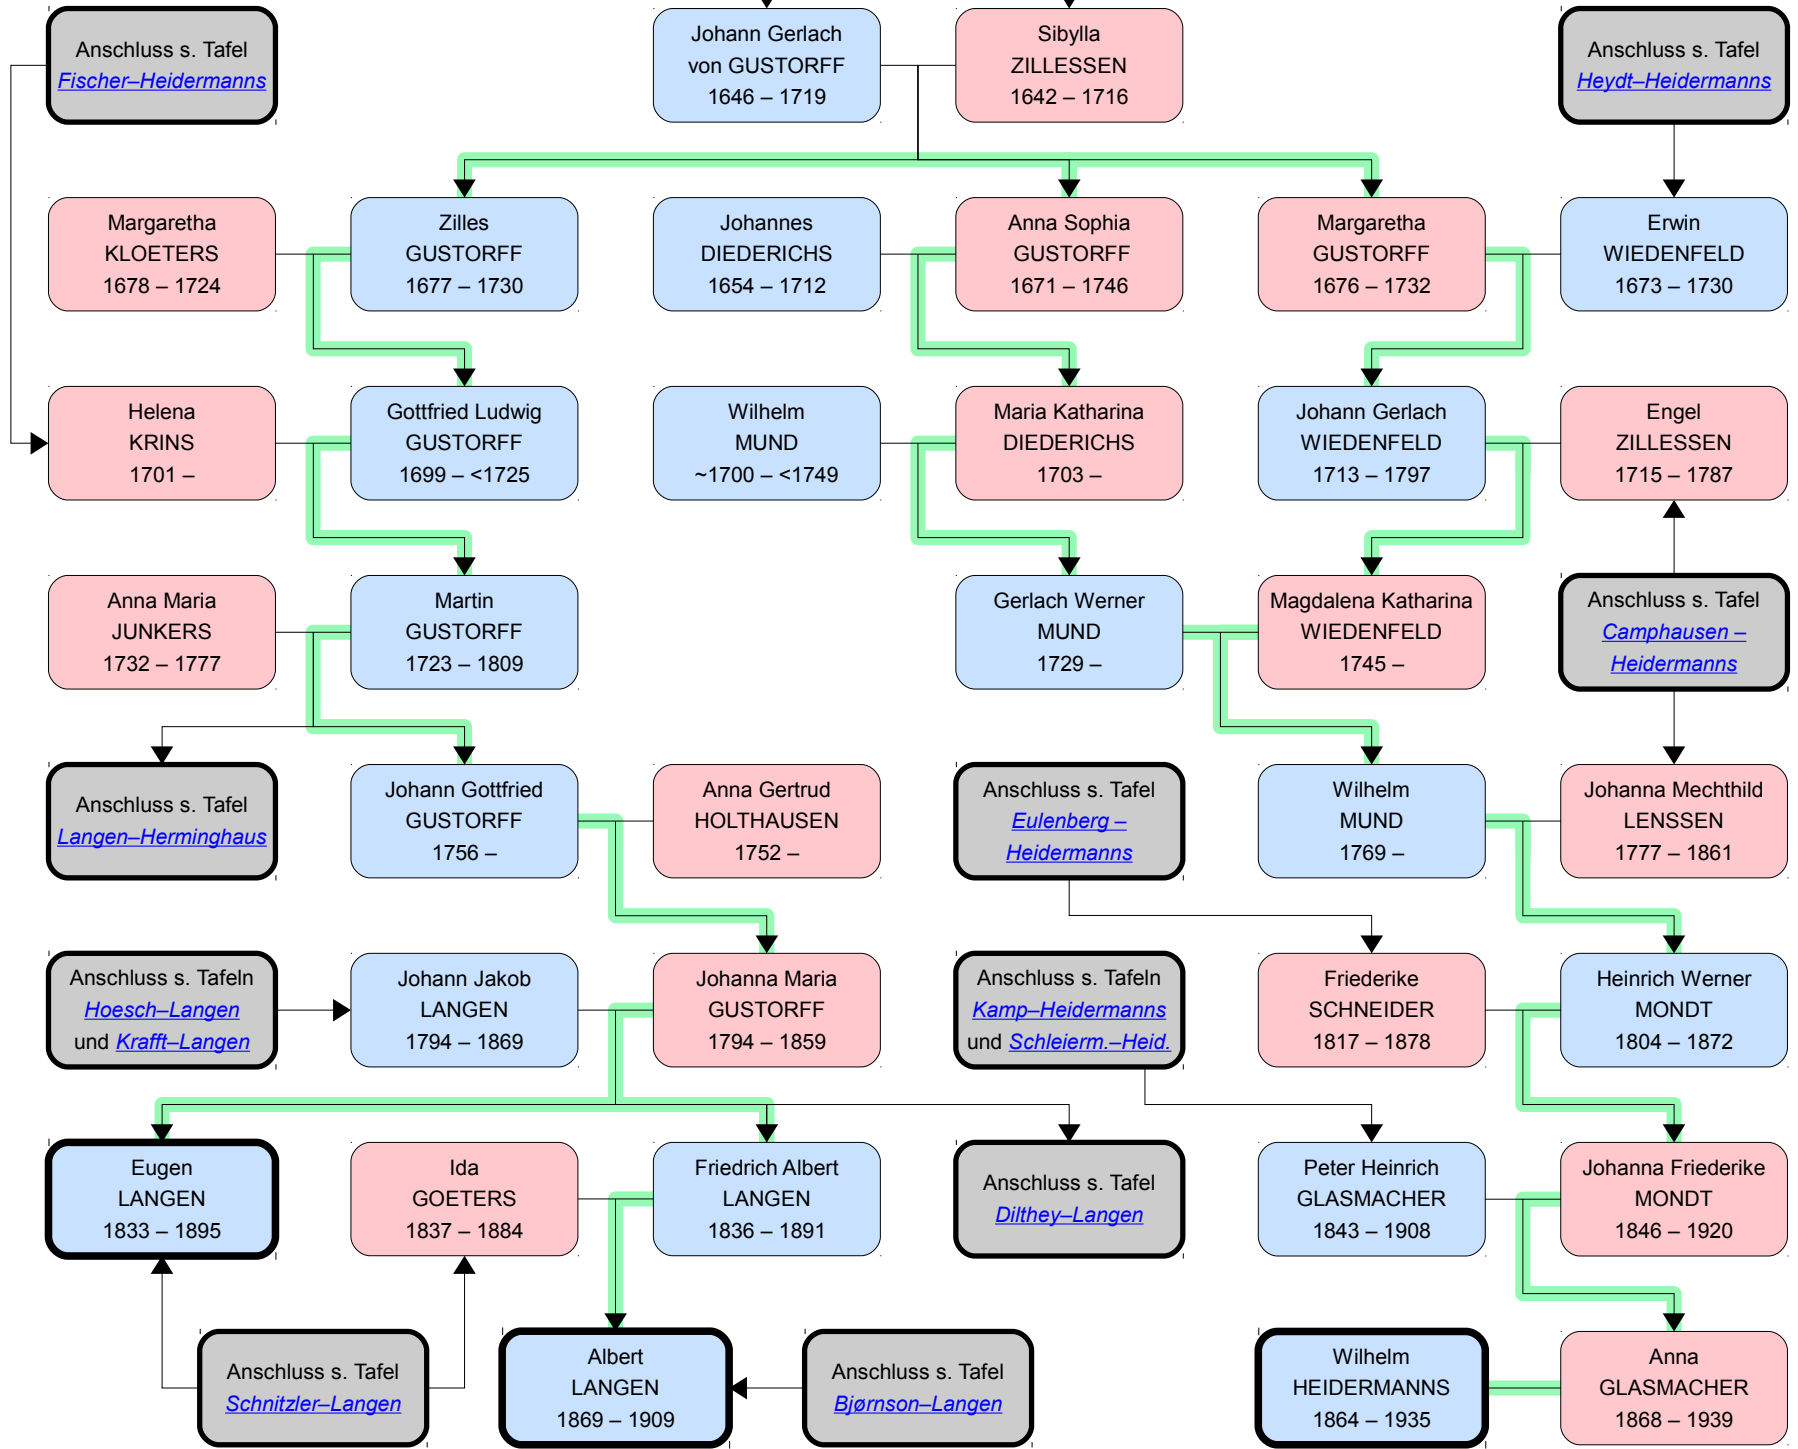 Anschluss s. Tafel
Fischer–Heidermanns
Johann Gerlach
von GUSTORFF
1646 – 1719
Sibylla
ZILLESSEN
1642 – 1716
Anschluss s. Tafel
Heydt–Heidermanns
Margaretha
KLOETERS
1678 – 1724
Zilles
GUSTORFF
1677 – 1730
Johannes
DIEDERICHS
1654 – 1712
Anna Sophia
GUSTORFF
1671 – 1746
Margaretha
GUSTORFF
1676 – 1732
Erwin
WIEDENFELD
1673 – 1730
Helena
KRINS
1701 –
Gottfried Ludwig
GUSTORFF
1699 – <1725
Wilhelm
MUND
~1700 – <1749
Maria Katharina
DIEDERICHS
1703 –
Johann Gerlach
WIEDENFELD
1713 – 1797
Engel
ZILLESSEN
1715 – 1787
Anna Maria
JUNKERS
1732 – 1777
Martin
GUSTORFF
1723 – 1809
Gerlach Werner
MUND
1729 –
Magdalena Katharina
WIEDENFELD
1745 –
Anschluss s. Tafel
Camphausen –
Heidermanns
Anschluss s. Tafel
Langen–Herminghaus
Johann Gottfried
GUSTORFF
1756 –
Anna Gertrud
HOLTHAUSEN
1752 –
Anschluss s. Tafel
Eulenberg –
Heidermanns
Wilhelm
MUND
1769 –
Johanna Mechthild
LENSSEN
1777 – 1861
Anschluss s. Tafeln
Hoesch–Langen
und Krafft–Langen
Johann Jakob
LANGEN
1794 – 1869
Johanna Maria
GUSTORFF
1794 – 1859
Anschluss s. Tafeln
Kamp–Heidermanns
und Schleierm.–Heid.
Friederike
SCHNEIDER
1817 – 1878
Heinrich Werner
MONDT
1804 – 1872
Eugen
LANGEN
1833 – 1895
Ida
GOETERS
1837 – 1884
Friedrich Albert
LANGEN
1836 – 1891
Anschluss s. Tafel
Dilthey–Langen
Peter Heinrich
GLASMACHER
1843 – 1908
Johanna Friederike
MONDT
1846 – 1920
Anschluss s. Tafel
Schnitzler–Langen
Albert
LANGEN
1869 – 1909
Anschluss s. Tafel
Bjørnson–Langen
Wilhelm
HEIDERMANNS
1864 – 1935
Anna
GLASMACHER
1868 – 1939